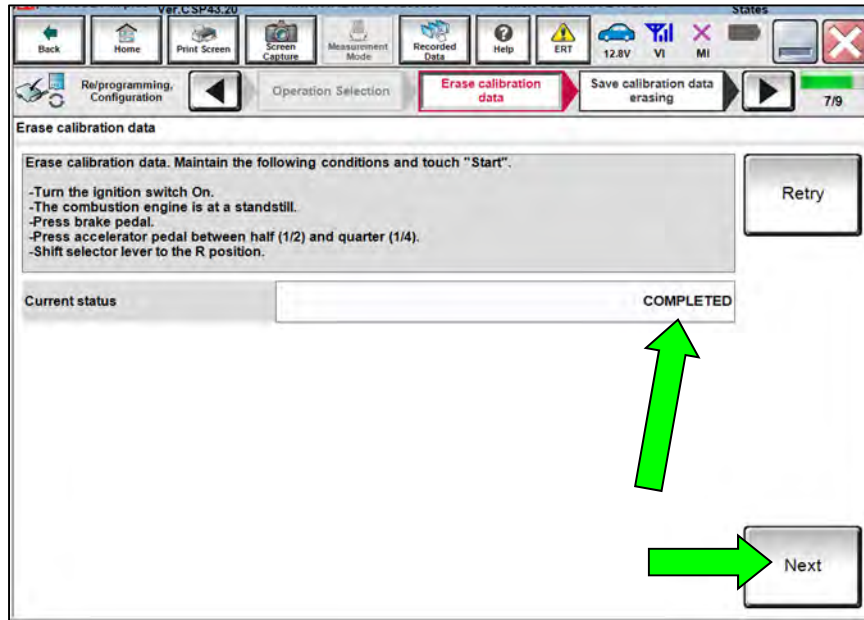 Ver.CSP43.20 States
Back Home Print Screen Screen Capture Measurement Mode Recorded Data Help ERT 12.8V VI MI
Re/programming, Configuration Operation Selection Erase calibration data Save calibration data erasing 7/9
Erase calibration data
Erase calibration data. Maintain the following conditions and touch "Start".
-Turn the ignition switch On.
-The combustion engine is at a standstill.
-Press brake pedal.
-Press accelerator pedal between half (1/2) and quarter (1/4).
-Shift selector lever to the R position.
Retry
Current status COMPLETED
Next